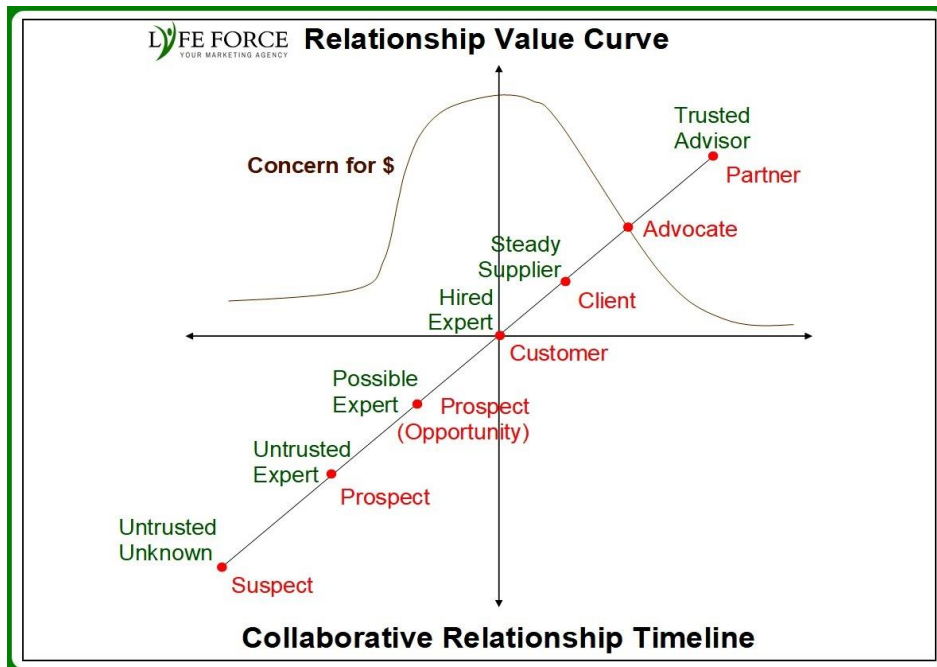 LYFE FORCE
YOUR MARKETING AGENCY
Relationship Value Curve
Concern for $
Trusted
Advisor
Partner
Advocate
Steady
Supplier
Client
Hired
Expert
Customer
Possible
Expert
Prospect
(Opportunity)
Untrusted
Expert
Prospect
Untrusted
Unknown
Suspect
Collaborative Relationship Timeline